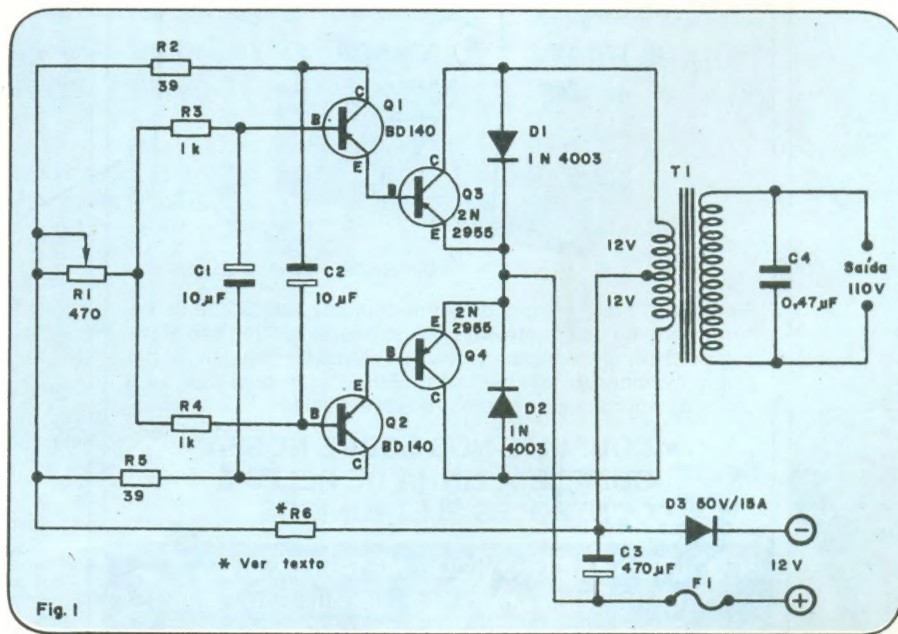 R2
39
R3
1k
C
B
Q1
BD140
E
D1
1N 4003
C
B
Q3
2N
2955
E
T1
12V
12V
C4
0,47µF
Saída
110V
R1
470
C1
10µF
C2
10µF
2N
2955
E
B
Q4
C
R4
1k
E
B
Q2
BD140
C
D2
1N
4003
R5
39
*R6
* Ver texto
D3 50V/15A
C3
470µF
F1
12V
Fig.1